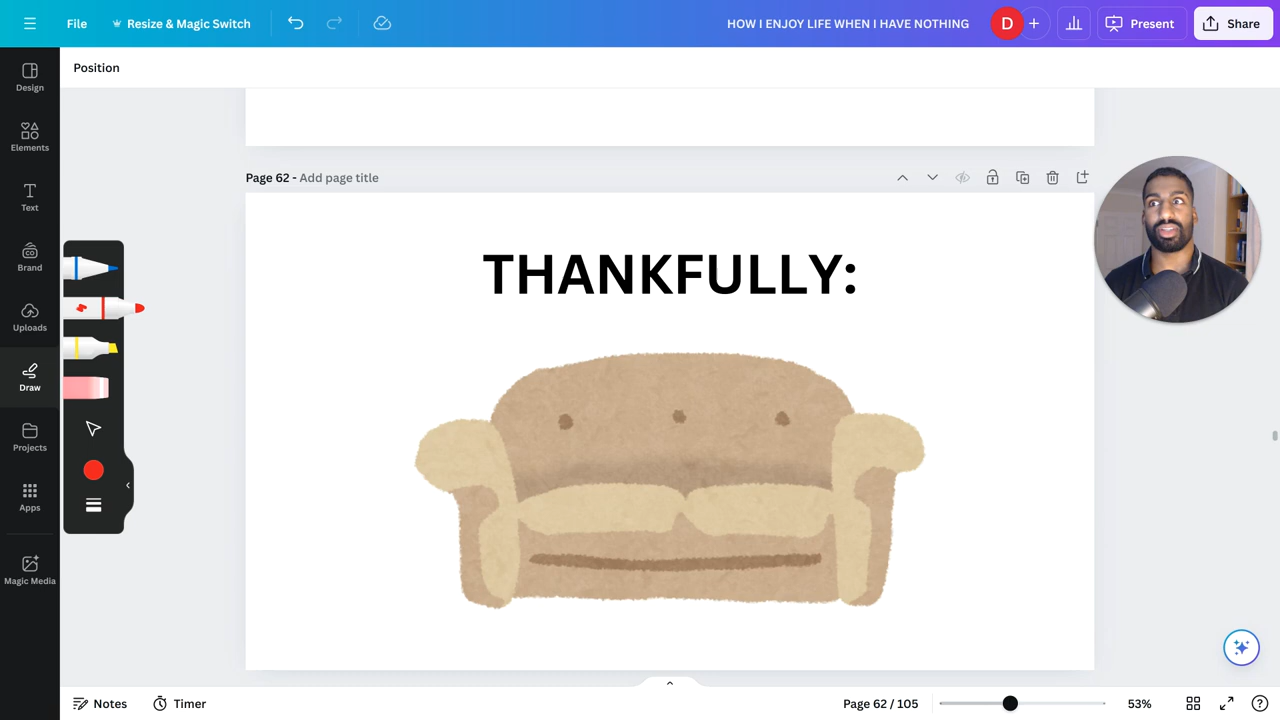 File
Resize & Magic Switch
HOW I ENJOY LIFE WHEN I HAVE NOTHING
D
Present
Share
Position
Design
Elements
Text
Brand
Uploads
Draw
Projects
Apps
Magic Media
Page 62 - Add page title
THANKFULLY:
Notes
Timer
Page 62 / 105
53%